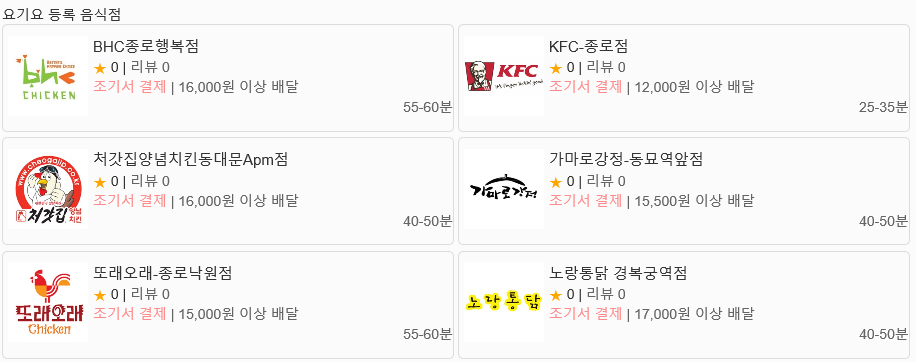 요기요 등록 음식점
bhc
BETTER & HAPPIER CHOICE
CHICKEN
BHC종로행복점
★ 0 | 리뷰 0
조기서 결제 | 16,000원 이상 배달
55-60분
KFC
it's finger lickin' good
KFC-종로점
★ 0 | 리뷰 0
조기서 결제 | 12,000원 이상 배달
25-35분
www.cheogajip.co.kr
처갓집
양념
치킨
처갓집양념치킨동대문Apm점
★ 0 | 리뷰 0
조기서 결제 | 16,000원 이상 배달
40-50분
가마로강정
가마로강정-동묘역앞점
★ 0 | 리뷰 0
조기서 결제 | 15,500원 이상 배달
40-50분
또래오래
Chicken
또래오래-종로낙원점
★ 0 | 리뷰 0
조기서 결제 | 15,000원 이상 배달
55-60분
노랑통닭
노랑통닭 경복궁역점
★ 0 | 리뷰 0
조기서 결제 | 17,000원 이상 배달
40-50분